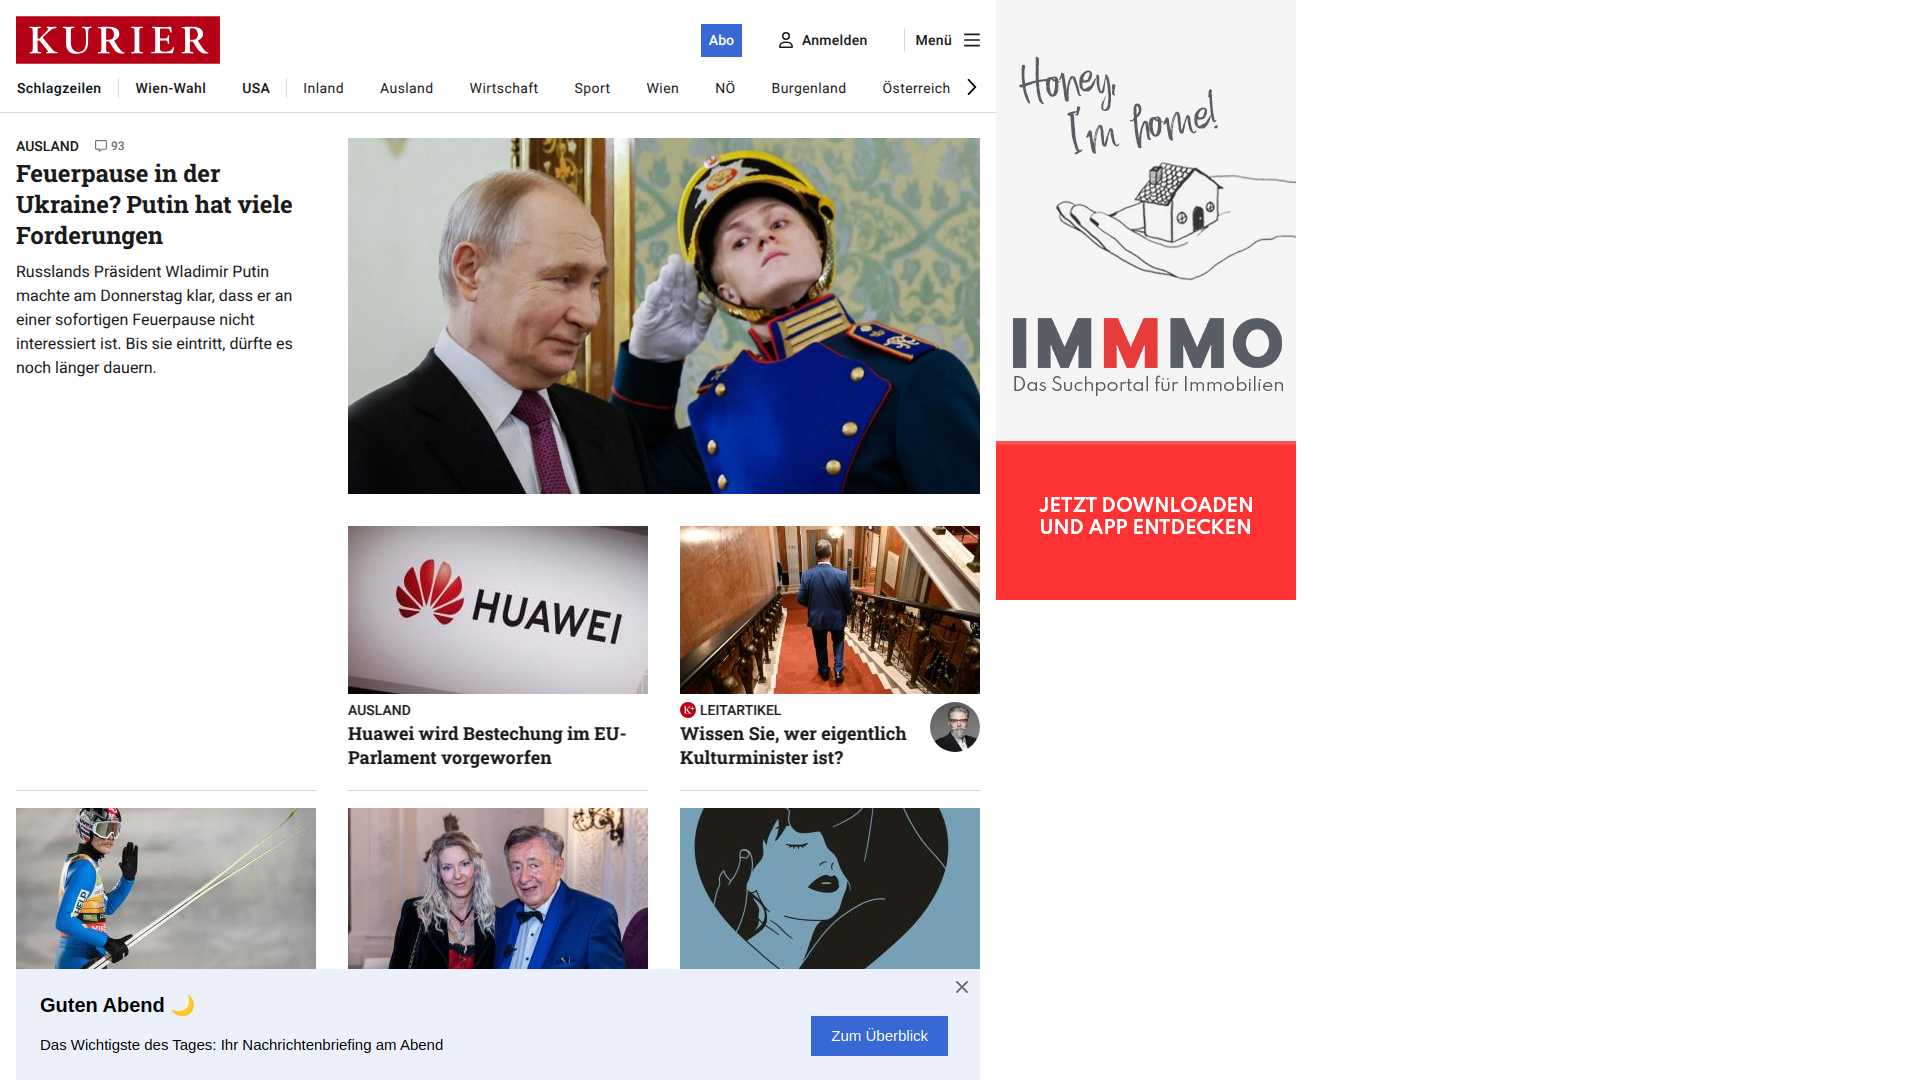 KURIER
Abo
Anmelden
Menü
Schlagzeilen
Wien-Wahl
USA
Inland
Ausland
Wirtschaft
Sport
Wien
NÖ
Burgenland
Österreich
AUSLAND 93
Feuerpause in der
Ukraine? Putin hat viele
Forderungen
Russlands Präsident Wladimir Putin
machte am Donnerstag klar, dass er an
einer sofortigen Feuerpause nicht
interessiert ist. Bis sie eintritt, dürfte es
noch länger dauern.
HUAWEI
AUSLAND
Huawei wird Bestechung im EU-
Parlament vorgeworfen
K+ LEITARTIKEL
Wissen Sie, wer eigentlich
Kulturminister ist?
Guten Abend 🌙
Das Wichtigste des Tages: Ihr Nachrichtenbriefing am Abend
Zum Überblick
Honey,
I'm home!
IMMMO
Das Suchportal für Immobilien
JETZT DOWNLOADEN
UND APP ENTDECKEN